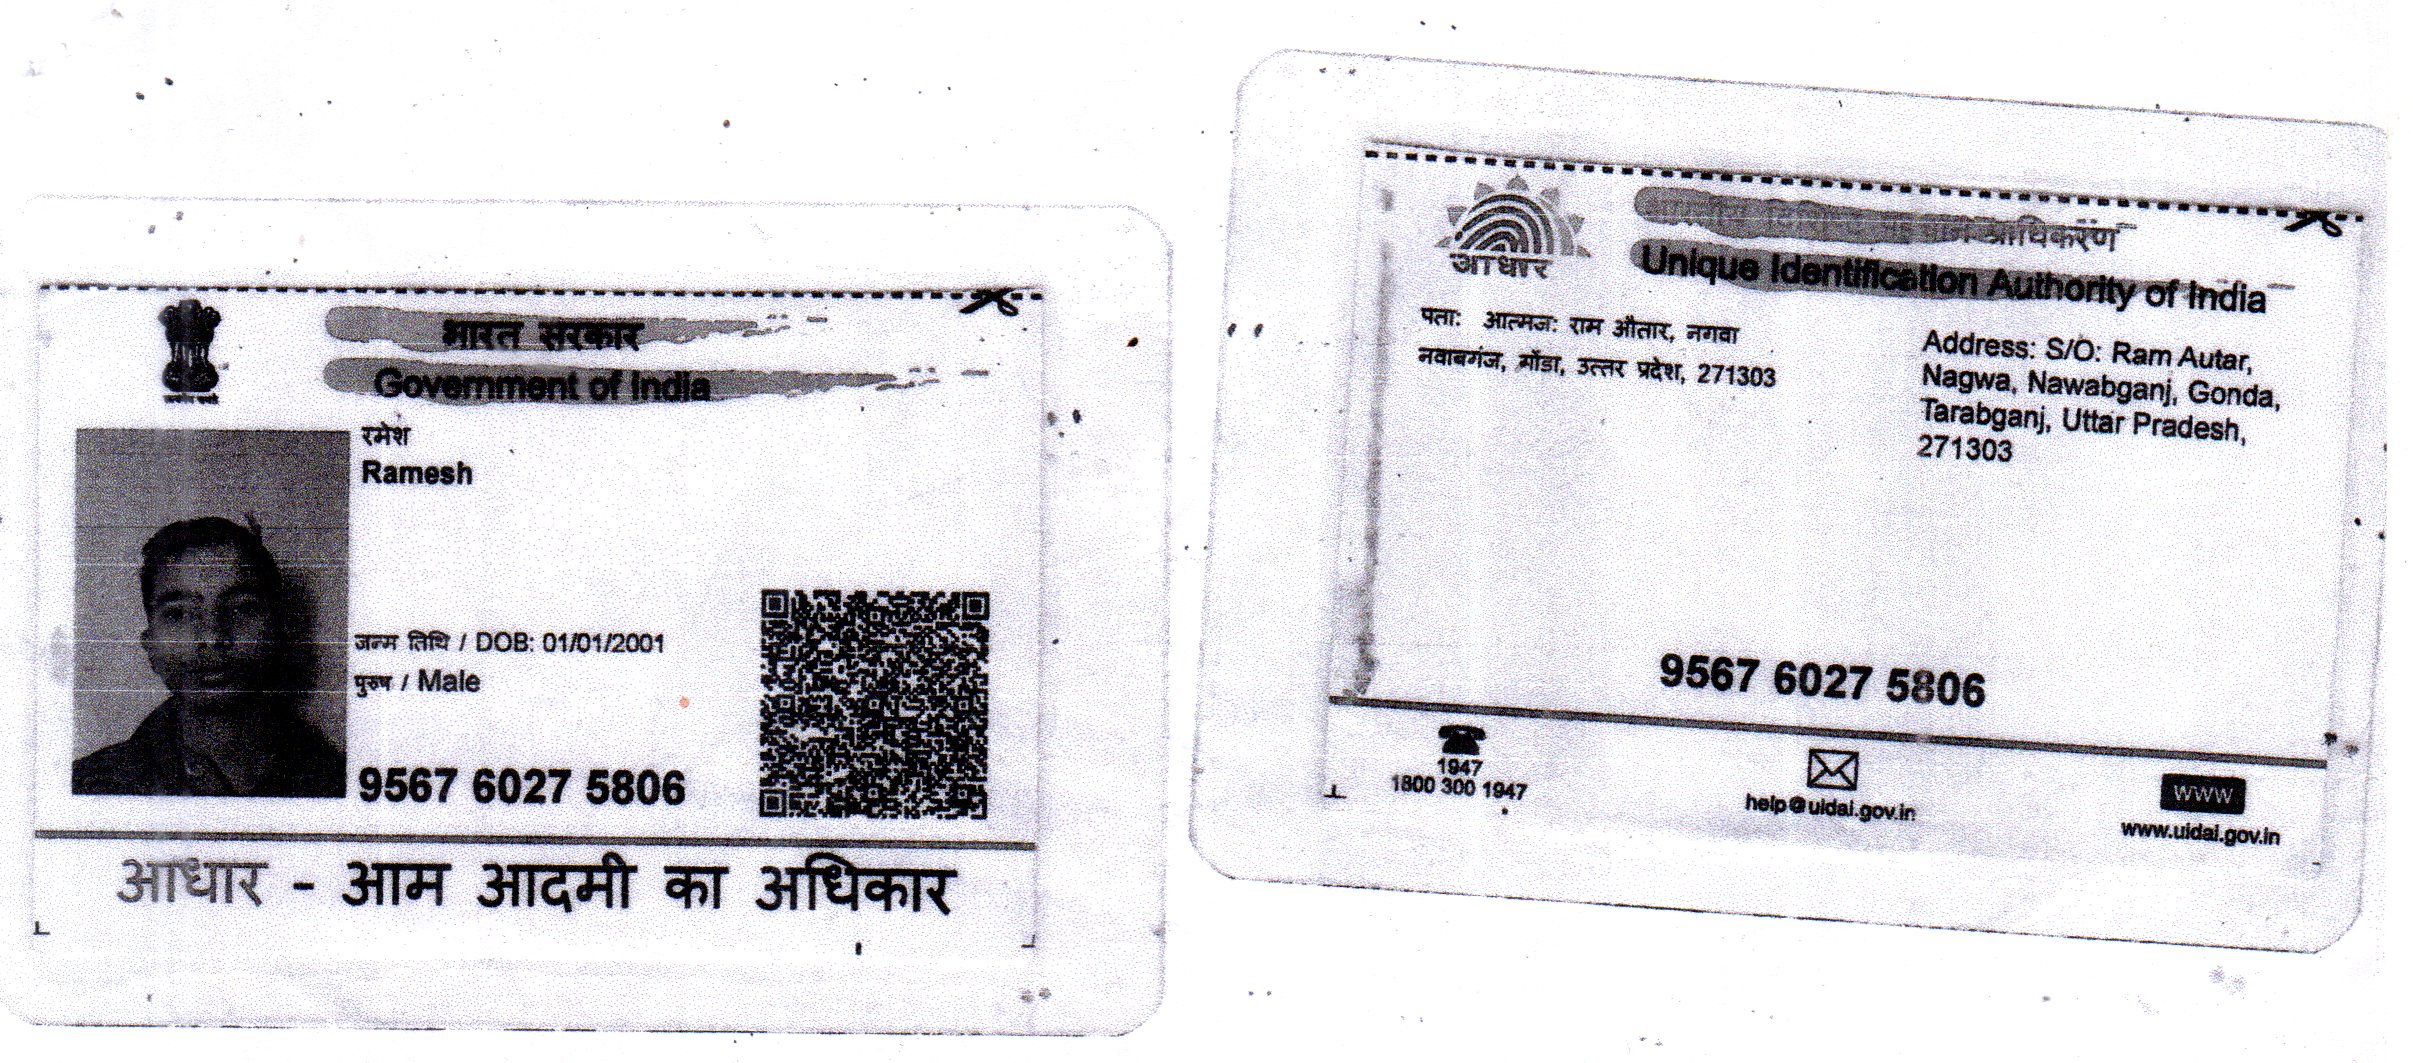 भारत सरकार
Government of India
रमेश
Ramesh
जन्म तिथि / DOB: 01/01/2001
पुरुष / Male
9567 6027 5806
आधार - आम आदमी का अधिकार
आधार
प्राधिकरण
Unique Identification Authority of India
पता: आत्मज: राम औतार, नगवा
नवाबगंज, गोंडा, उत्तर प्रदेश, 271303
Address: S/O: Ram Autar,
Nagwa, Nawabganj, Gonda,
Tarabganj, Uttar Pradesh,
271303
9567 6027 5806
1947
1800 300 1947
help@uidai.gov.in
www
www.uidai.gov.in